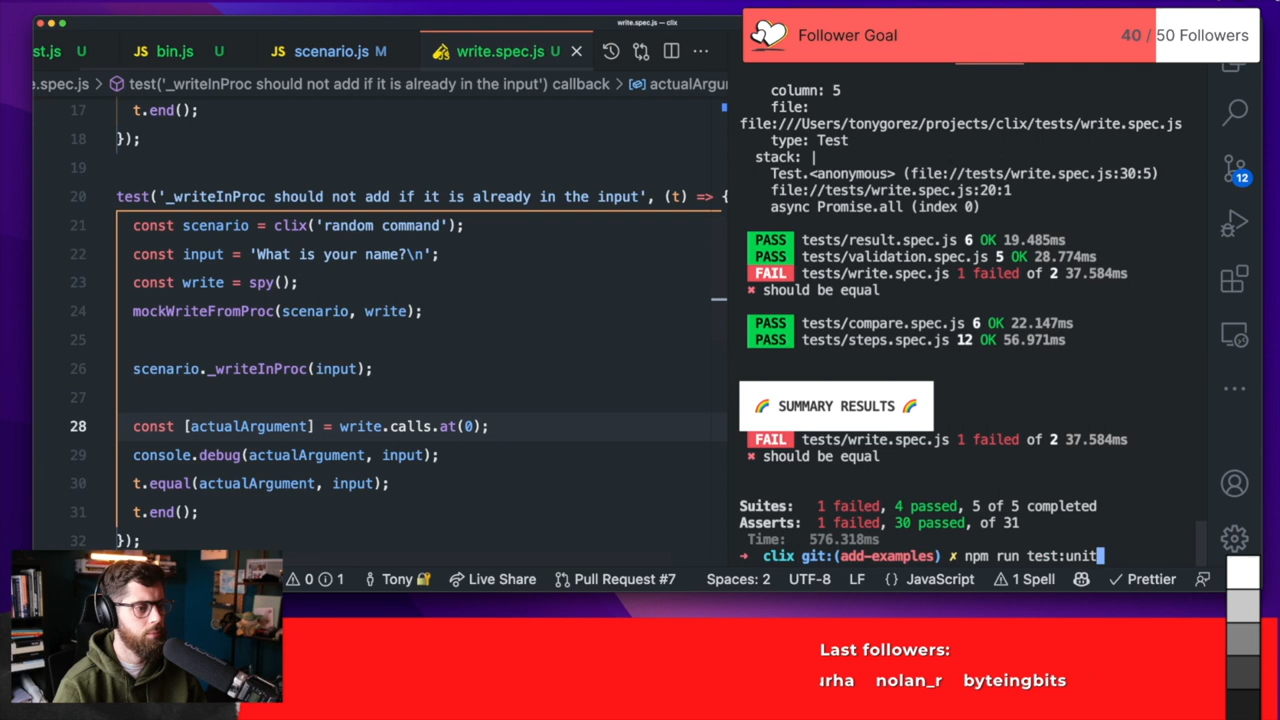 write.spec.js — clix
st.js U
JS bin.js U
JS scenario.js M
write.spec.js U
e.spec.js > test('_writeInProc should not add if it is already in the input') callback > actualArgu
17 t.end();
18 });
19
20 test('_writeInProc should not add if it is already in the input', (t) => {
21 const scenario = clix('random command');
22 const input = 'What is your name?\n';
23 const write = spy();
24 mockWriteFromProc(scenario, write);
25
26 scenario._writeInProc(input);
27
28 const [actualArgument] = write.calls.at(0);
29 console.debug(actualArgument, input);
30 t.equal(actualArgument, input);
31 t.end();
32 });
Follower Goal 40 / 50 Followers
column: 5
file:
file:///Users/tonygorez/projects/clix/tests/write.spec.js
type: Test
stack: |
Test.<anonymous> (file://tests/write.spec.js:30:5)
file://tests/write.spec.js:20:1
async Promise.all (index 0)
PASS tests/result.spec.js 6 OK 19.485ms
PASS tests/validation.spec.js 5 OK 28.774ms
FAIL tests/write.spec.js 1 failed of 2 37.584ms
✖ should be equal
PASS tests/compare.spec.js 6 OK 22.147ms
PASS tests/steps.spec.js 12 OK 56.971ms
🌈 SUMMARY RESULTS 🌈
FAIL tests/write.spec.js 1 failed of 2 37.584ms
✖ should be equal
Suites: 1 failed, 4 passed, 5 of 5 completed
Asserts: 1 failed, 30 passed, of 31
Time: 576.318ms
➜ clix git:(add-examples) ✗ npm run test:unit
12
0 1 Tony 🔐 Live Share Pull Request #7 Spaces: 2 UTF-8 LF {} JavaScript 1 Spell Prettier
Last followers:
urha nolan_r byteingbits